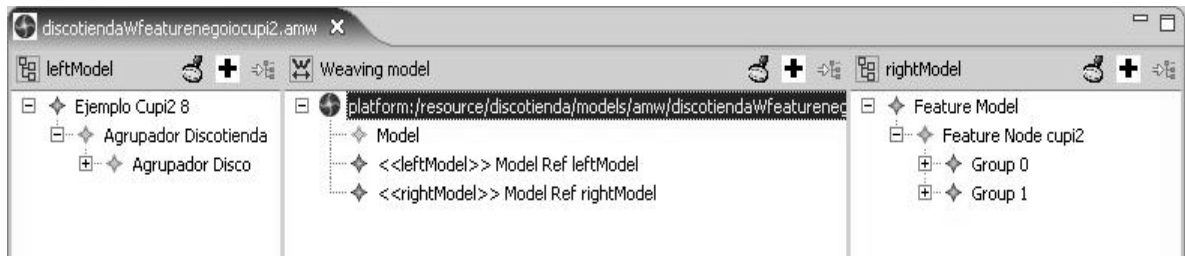 discotiendaWfeaturenegoiocupi2.amw
leftModel
Ejemplo Cupi2 8
Agrupador Discotienda
Agrupador Disco
Weaving model
platform:/resource/discotienda/models/amw/discotiendaWfeatureneg
Model
<<leftModel>> Model Ref leftModel
<<rightModel>> Model Ref rightModel
rightModel
Feature Model
Feature Node cupi2
Group 0
Group 1